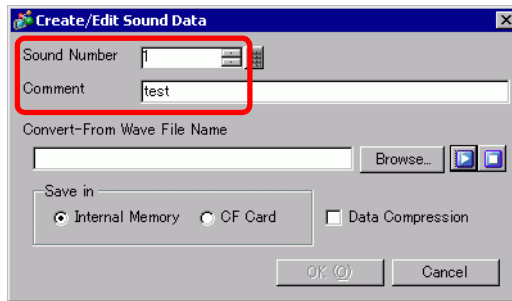 Create/Edit Sound Data
Sound Number 1
Comment test
Convert-From Wave File Name
Browse...
Save in
Internal Memory CF Card Data Compression
OK (O) Cancel